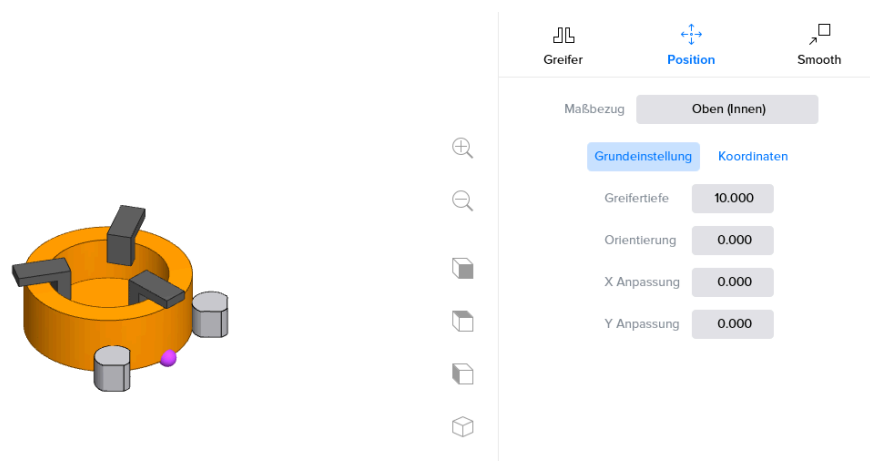 Greifer Position Smooth
Maßbezug Oben (Innen)
Grundeinstellung Koordinaten
Greifertiefe 10.000
Orientierung 0.000
X Anpassung 0.000
Y Anpassung 0.000